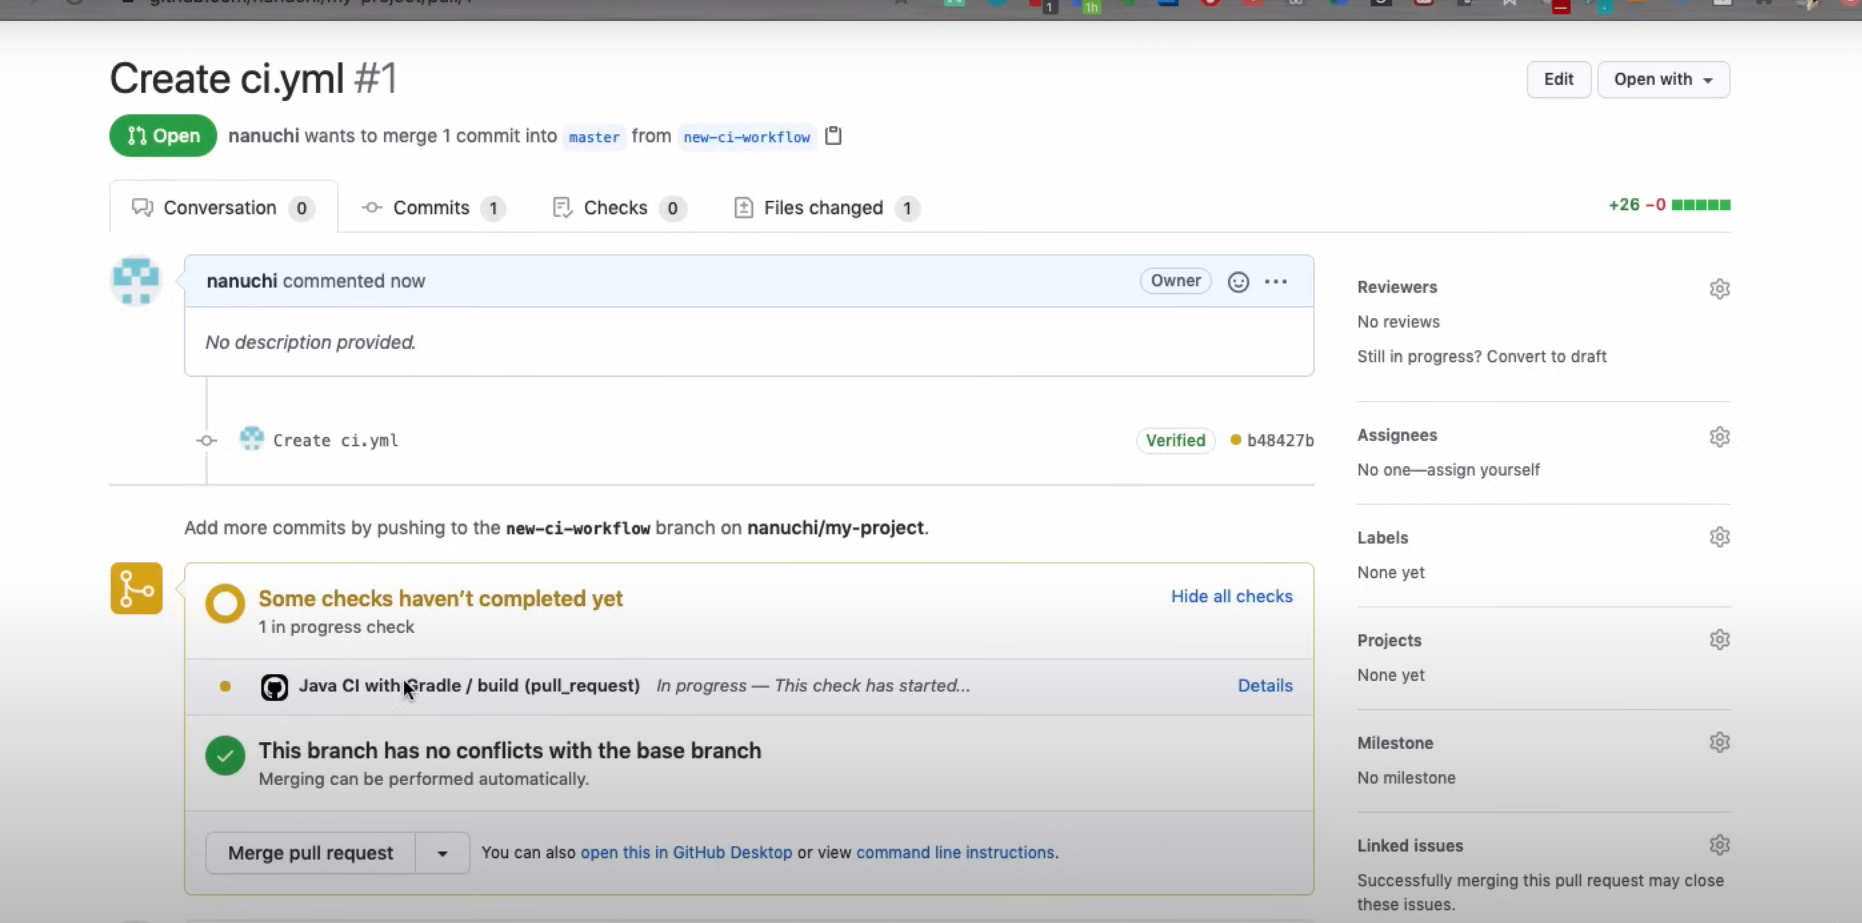 Create ci.yml #1
Edit
Open with
Open
nanuchi wants to merge 1 commit into master from new-ci-workflow
Conversation 0
Commits 1
Checks 0
Files changed 1
+26 −0
nanuchi commented now
Owner
No description provided.
Create ci.yml
Verified
b48427b
Add more commits by pushing to the new-ci-workflow branch on nanuchi/my-project.
Some checks haven’t completed yet
Hide all checks
1 in progress check
Java CI with Gradle / build (pull_request) In progress — This check has started...
Details
This branch has no conflicts with the base branch
Merging can be performed automatically.
Merge pull request
You can also open this in GitHub Desktop or view command line instructions.
Reviewers
No reviews
Still in progress? Convert to draft
Assignees
No one—assign yourself
Labels
None yet
Projects
None yet
Milestone
No milestone
Linked issues
Successfully merging this pull request may close
these issues.